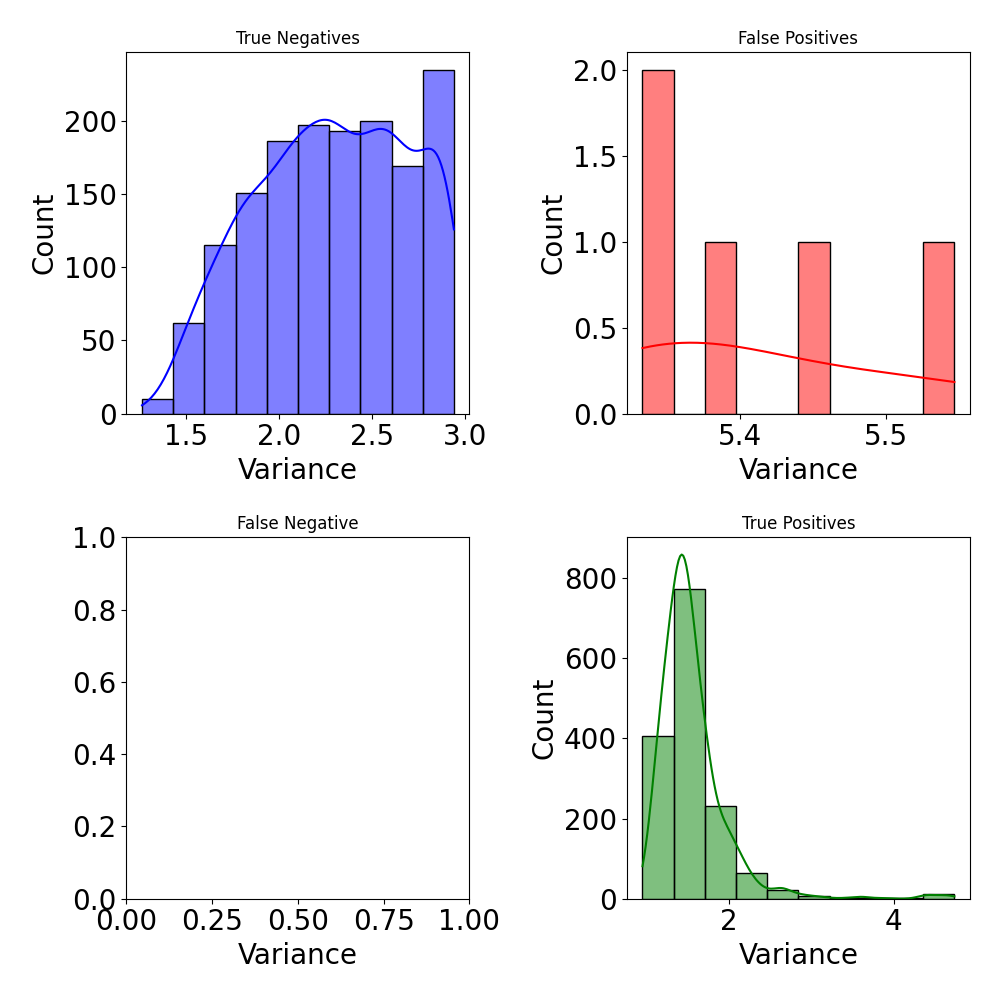 True Negatives
Count
200
150
100
50
0
1.5 2.0 2.5 3.0
Variance
False Positives
Count
2.0
1.5
1.0
0.5
0.0
5.4 5.5
Variance
False Negative
1.0
0.8
0.6
0.4
0.2
0.0
0.00 0.25 0.50 0.75 1.00
Variance
True Positives
Count
800
600
400
200
0
2 4
Variance